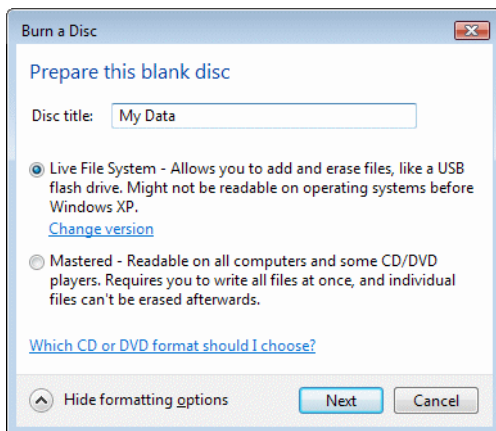 Burn a Disc
Prepare this blank disc
Disc title: My Data
Live File System - Allows you to add and erase files, like a USB
flash drive. Might not be readable on operating systems before
Windows XP.
Change version
Mastered - Readable on all computers and some CD/DVD
players. Requires you to write all files at once, and individual
files can't be erased afterwards.
Which CD or DVD format should I choose?
Hide formatting options Next Cancel